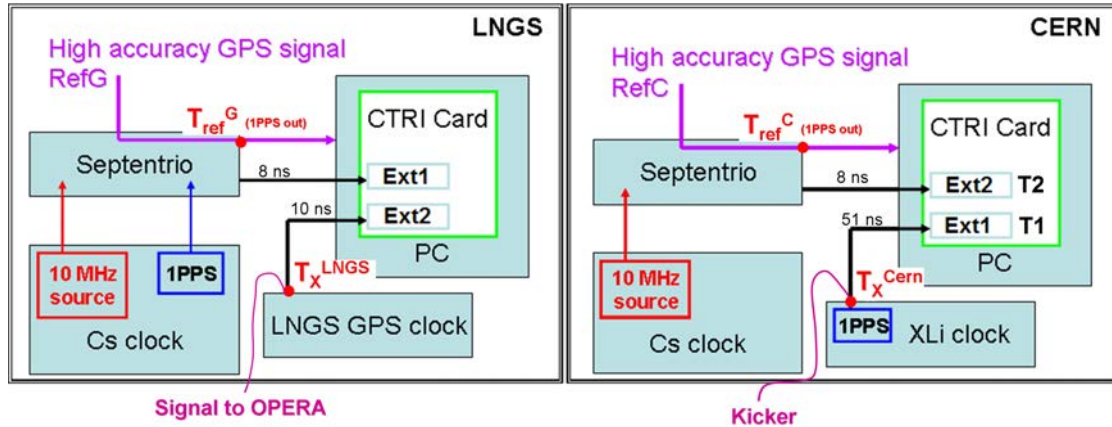 LNGS
High accuracy GPS signal
RefG
T_ref^G (1PPS out)
CTRI Card
Septentrio
8 ns
Ext1
10 ns
Ext2
PC
10 MHz
source
1PPS
T_X^LNGS
LNGS GPS clock
Cs clock
Signal to OPERA
CERN
High accuracy GPS signal
RefC
T_ref^C (1PPS out)
CTRI Card
Septentrio
8 ns
Ext2 T2
51 ns
Ext1 T1
PC
10 MHz
source
T_X^Cern
1PPS
XLi clock
Cs clock
Kicker